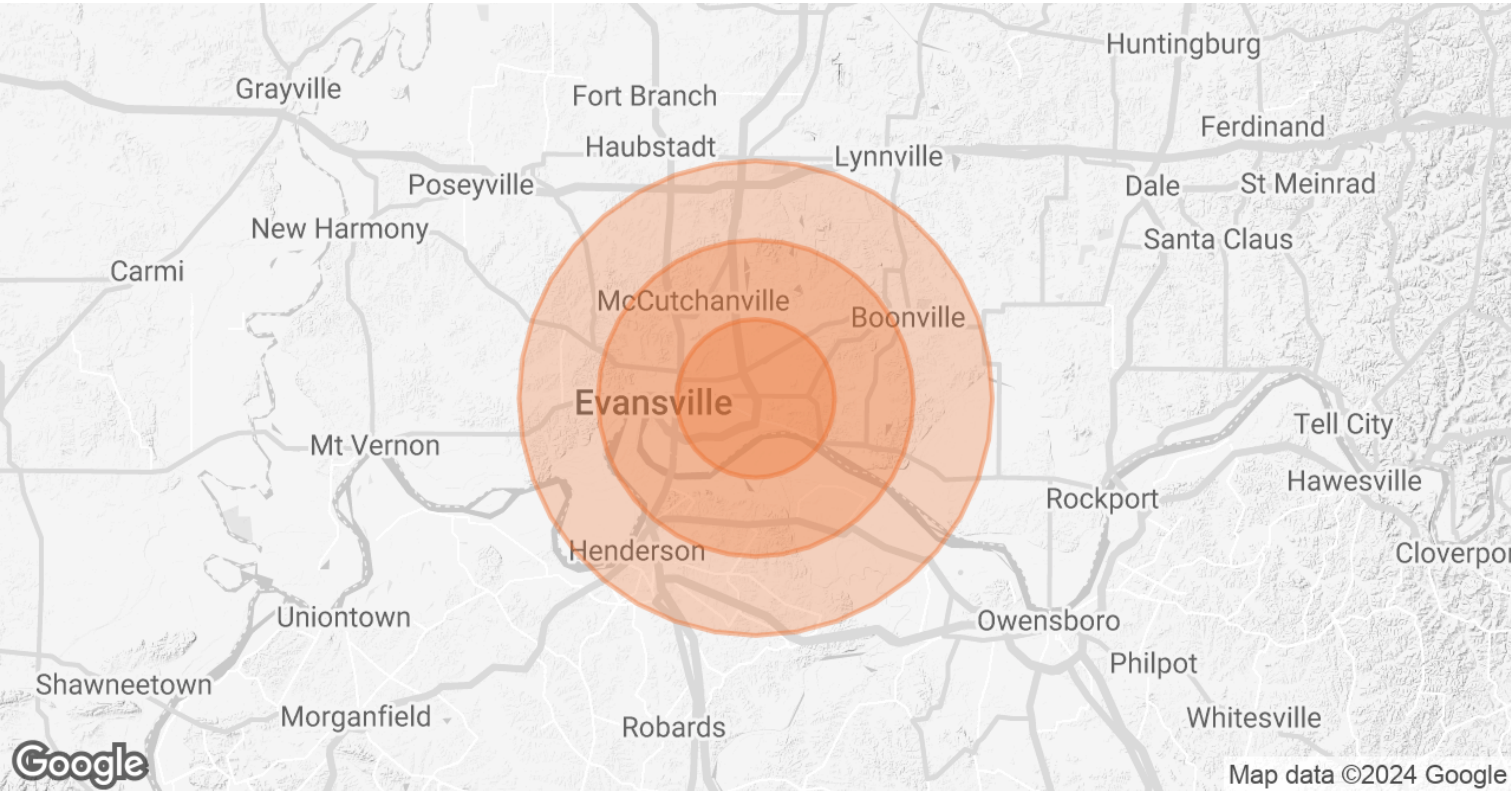 Huntingburg
Grayville
Fort Branch
Ferdinand
Haubstadt
Lynnville
Poseyville
Dale
St Meinrad
New Harmony
Santa Claus
Carmi
McCutchanville
Boonville
Evansville
Tell City
Mt Vernon
Hawesville
Rockport
Henderson
Cloverpor
Uniontown
Owensboro
Philpot
Shawneetown
Morganfield
Whitesville
Robards
Google
Map data ©2024 Google